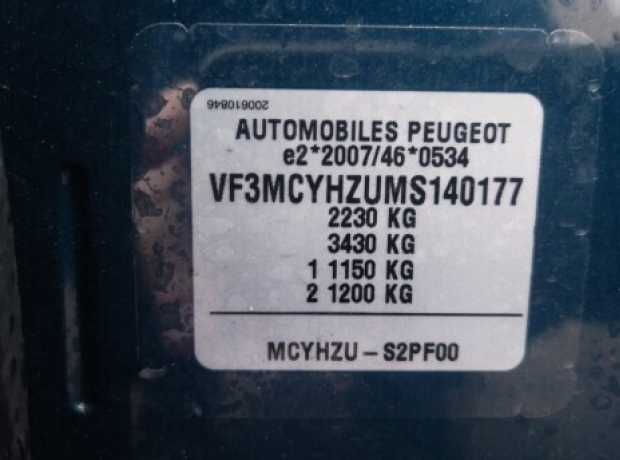 200610846
AUTOMOBILES PEUGEOT
e2*2007/46*0534
VF3MCYHZUMS140177
2230 KG
3430 KG
1 1150 KG
2 1200 KG
MCYHZU – S2PF00